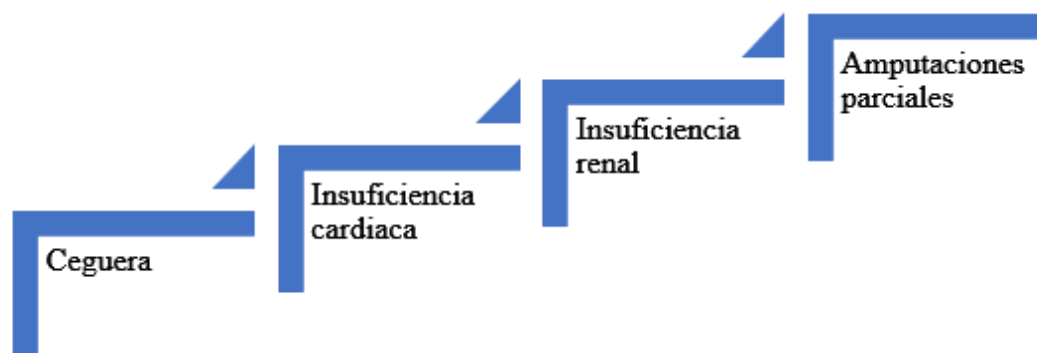 Ceguera
Insuficiencia
cardiaca
Insuficiencia
renal
Amputaciones
parciales